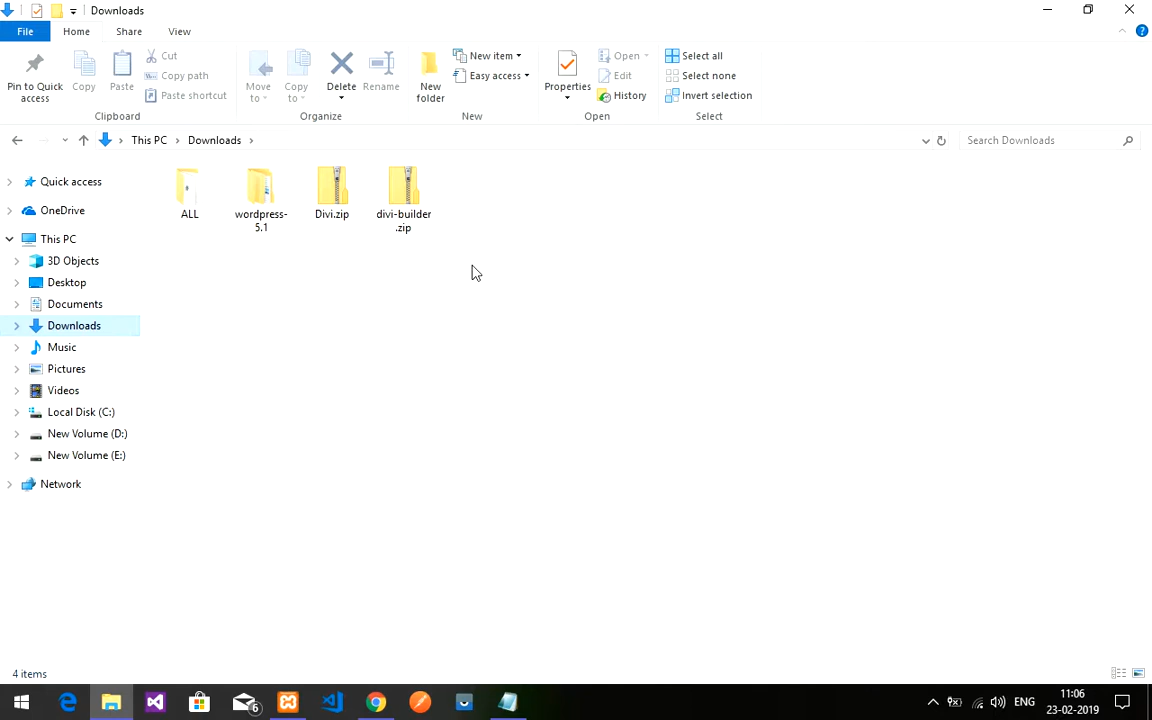 Downloads
File Home Share View
Pin to Quick access
Copy
Paste
Cut
Copy path
Paste shortcut
Clipboard
Move to
Copy to
Delete
Rename
Organize
New folder
New item
Easy access
New
Properties
Open
Edit
History
Open
Select all
Select none
Invert selection
Select
This PC Downloads
Search Downloads
Quick access
OneDrive
This PC
3D Objects
Desktop
Documents
Downloads
Music
Pictures
Videos
Local Disk (C:)
New Volume (D:)
New Volume (E:)
Network
ALL
wordpress-
5.1
Divi.zip
divi-builder
.zip
4 items
6
ENG
11:06
23-02-2019